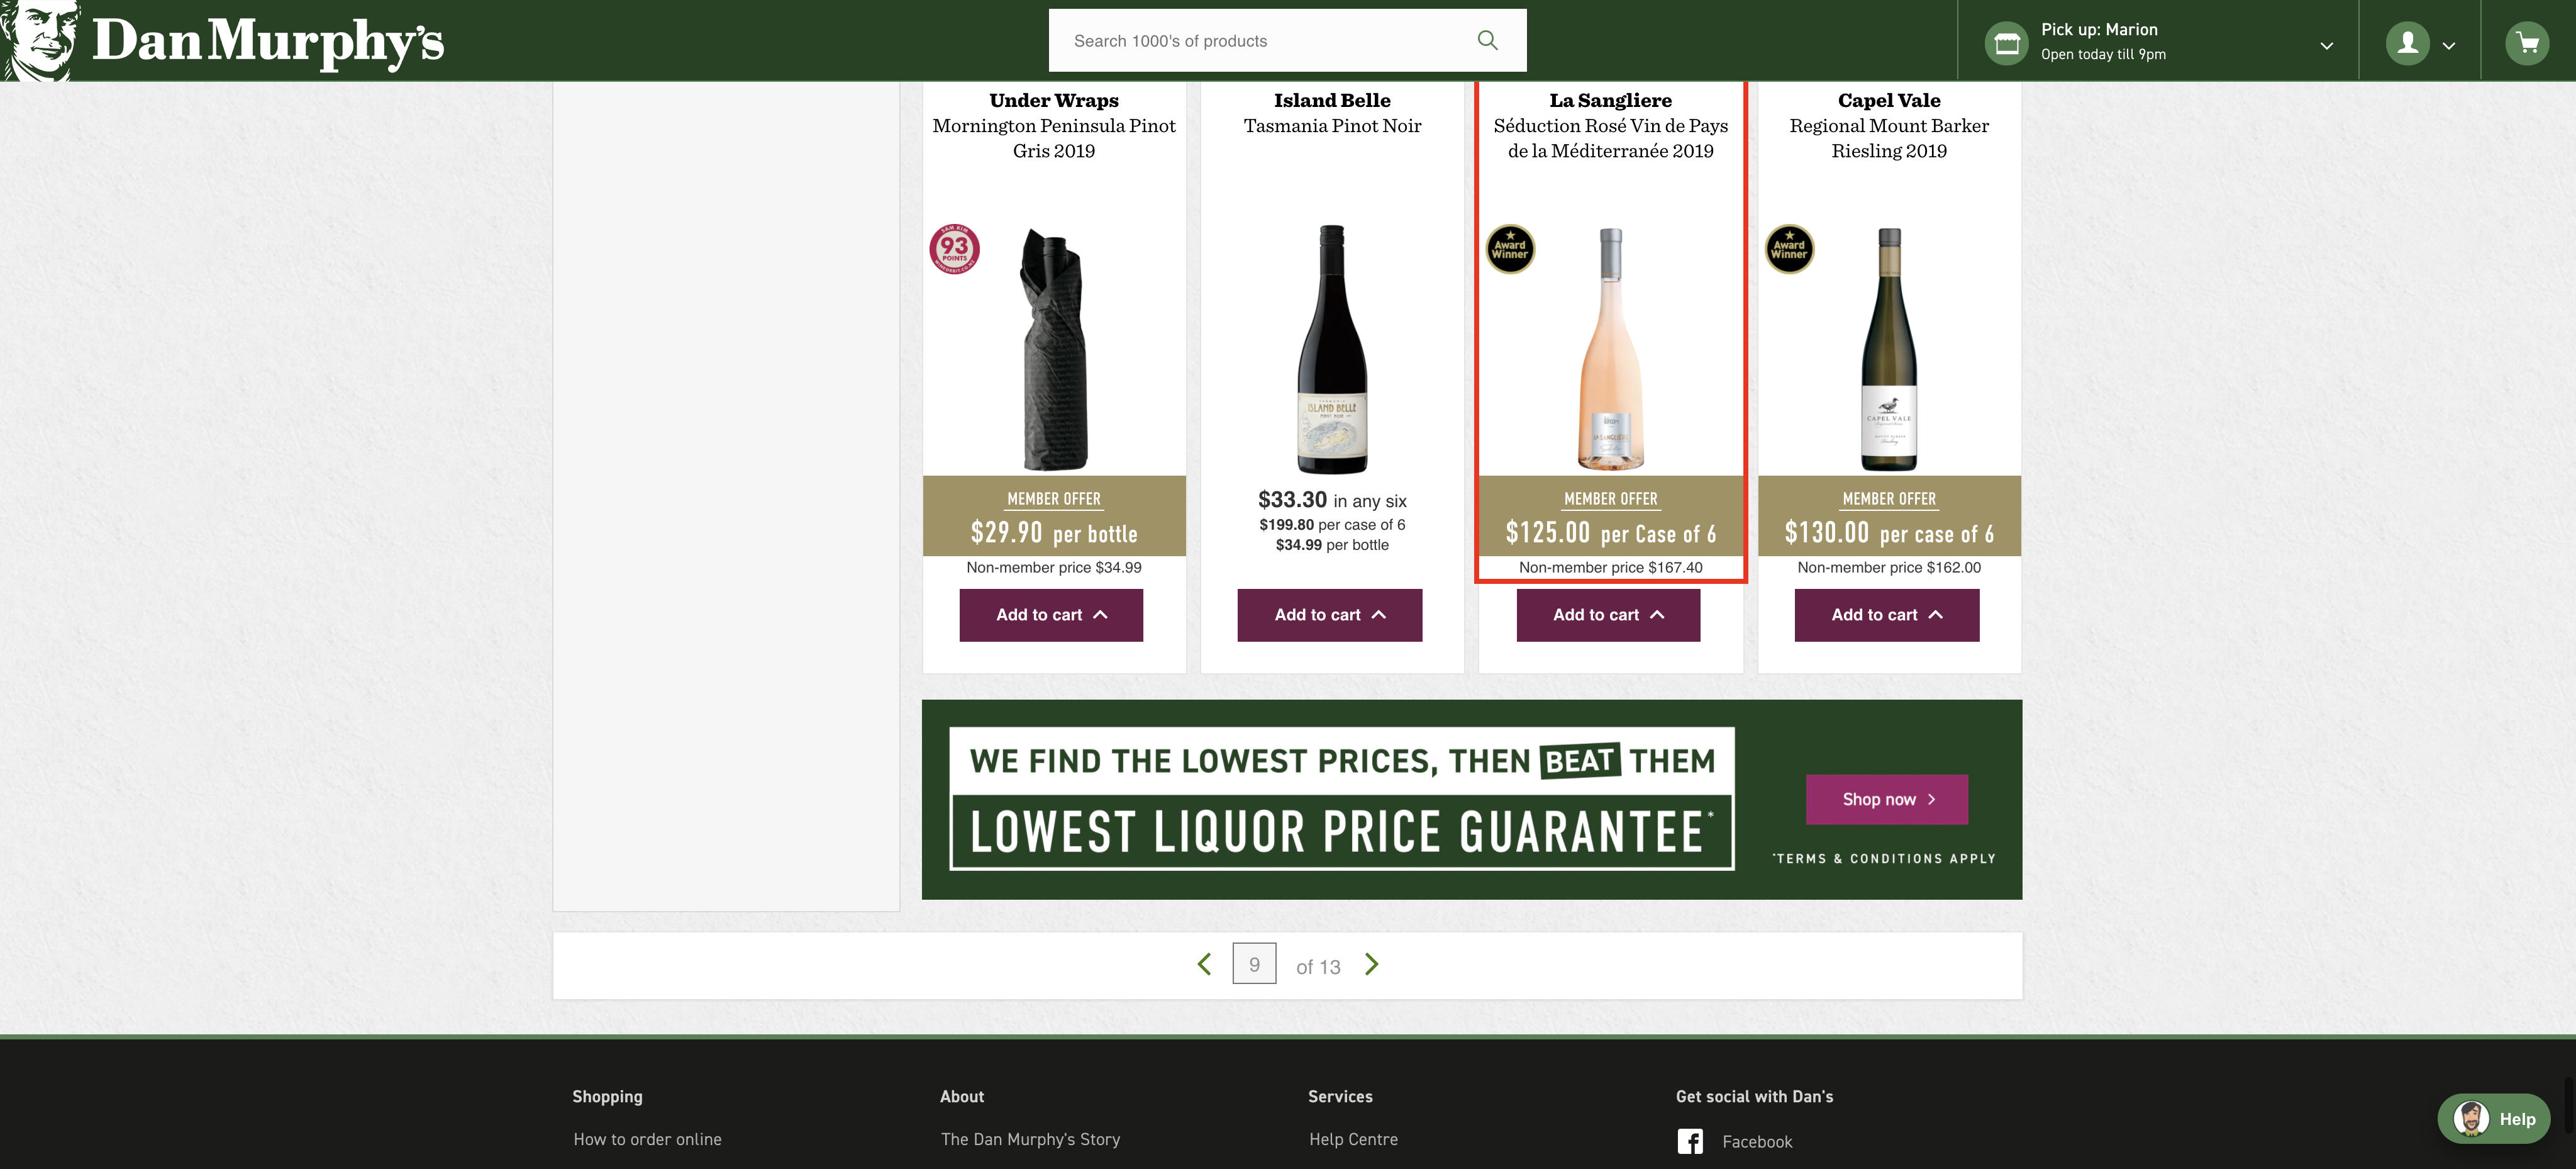 Dan Murphy's
Search 1000's of products
Pick up: Marion
Open today till 9pm
Under Wraps
Mornington Peninsula Pinot
Gris 2019
93
POINTS
MEMBER OFFER
$29.90 per bottle
Non-member price $34.99
Add to cart
Island Belle
Tasmania Pinot Noir
ISLAND BELLE
PINOT NOIR
$33.30 in any six
$199.80 per case of 6
$34.99 per bottle
Add to cart
La Sangliere
Séduction Rosé Vin de Pays
de la Méditerranée 2019
Award
Winner
LA SANGLIERE
MEMBER OFFER
$125.00 per Case of 6
Non-member price $167.40
Add to cart
Capel Vale
Regional Mount Barker
Riesling 2019
Award
Winner
CAPEL VALE
MEMBER OFFER
$130.00 per case of 6
Non-member price $162.00
Add to cart
WE FIND THE LOWEST PRICES, THEN BEAT THEM
LOWEST LIQUOR PRICE GUARANTEE*
Shop now
*TERMS & CONDITIONS APPLY
9 of 13
Shopping
How to order online
About
The Dan Murphy's Story
Services
Help Centre
Get social with Dan's
Facebook
Help